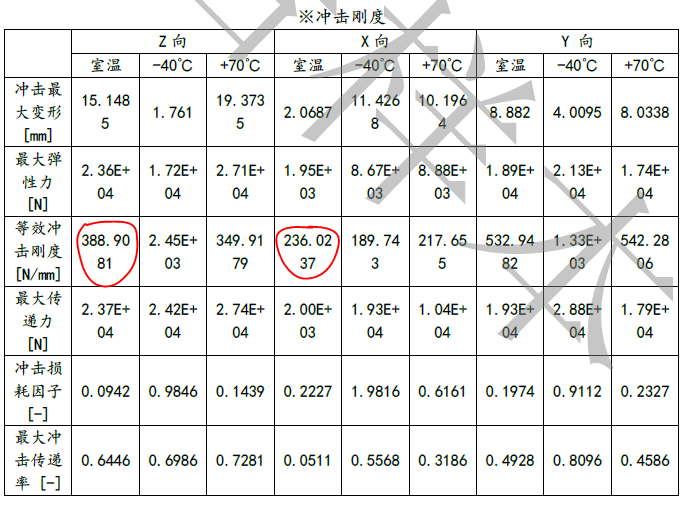 ※冲击刚度
Z 向 X 向 Y 向
室温 -40℃ +70℃ 室温 -40℃ +70℃ 室温 -40℃ +70℃
冲击最大变形 [mm] 15.1485 1.761 19.3735 2.0687 11.4268 10.1964 8.882 4.0095 8.0338
最大弹性力 [N] 2.36E+04 1.72E+04 2.71E+04 1.95E+03 8.67E+03 8.88E+03 1.89E+04 2.13E+04 1.74E+04
等效冲击刚度 [N/mm] 388.9081 2.45E+03 349.9179 236.0237 189.743 217.655 532.9482 1.33E+03 542.2806
最大传递力 [N] 2.37E+04 2.42E+04 2.74E+04 2.00E+03 1.93E+04 1.04E+04 1.93E+04 2.88E+04 1.79E+04
冲击损耗因子 [-] 0.0942 0.9846 0.1439 0.2227 1.9816 0.6161 0.1974 0.9112 0.2327
最大冲击传递率 [-] 0.6446 0.6986 0.7281 0.0511 0.5568 0.3186 0.4928 0.8096 0.4586
样本